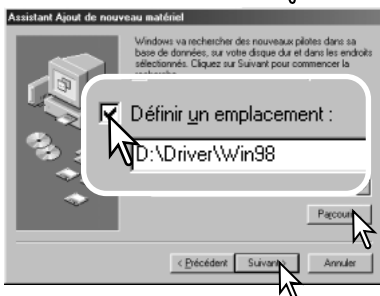 Assistant Ajout de nouveau matériel
Windows va rechercher des nouveaux pilotes dans sa
base de données, sur votre disque dur et dans les endroits
sélectionnés. Cliquez sur Suivant pour commencer la
Définir un emplacement :
D:\Driver\Win98
Parcourir
< Précédent Suivant > Annuler